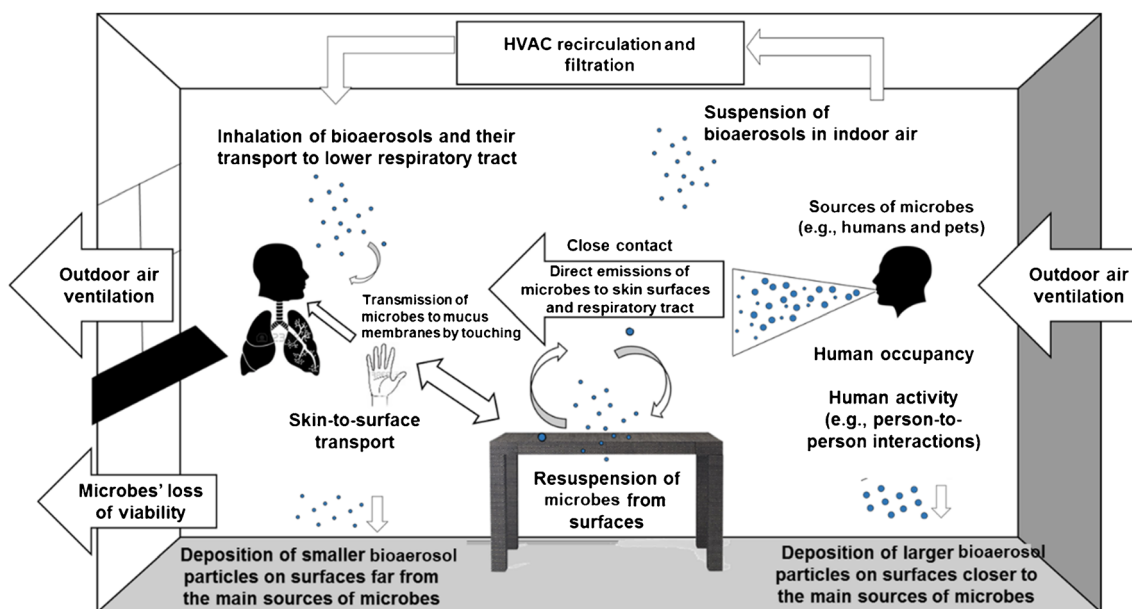 HVAC recirculation and
filtration
Suspension of
bioaerosols in indoor air
Inhalation of bioaerosols and their
transport to lower respiratory tract
Sources of microbes
(e.g., humans and pets)
Close contact
Direct emissions of
microbes to skin surfaces
and respiratory tract
Outdoor air
ventilation
Outdoor air
ventilation
Transmission of
microbes to mucus
membranes by touching
Human occupancy
Human activity
(e.g., person-to-
person interactions)
Skin-to-surface
transport
Resuspension of
microbes from
surfaces
Microbes' loss
of viability
Deposition of smaller bioaerosol
particles on surfaces far from
the main sources of microbes
Deposition of larger bioaerosol
particles on surfaces closer to
the main sources of microbes